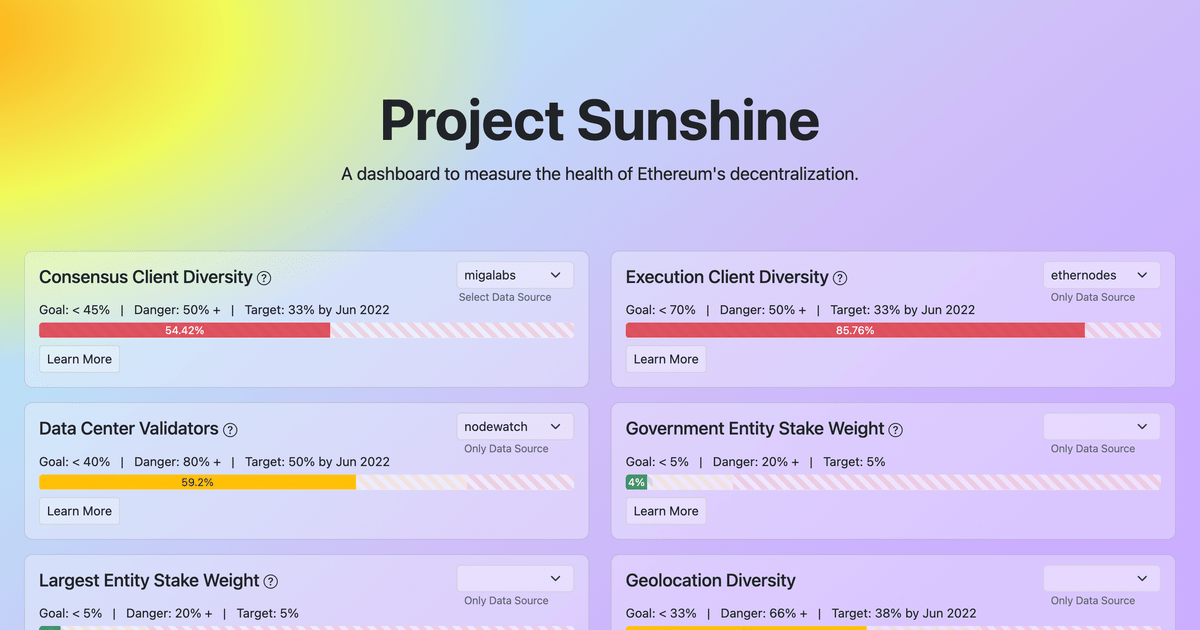 Project Sunshine
A dashboard to measure the health of Ethereum's decentralization.
Consensus Client Diversity ?
migalabs
Select Data Source
Goal: < 45% | Danger: 50% + | Target: 33% by Jun 2022
54.42%
Learn More
Execution Client Diversity ?
ethernodes
Only Data Source
Goal: < 70% | Danger: 50% + | Target: 33% by Jun 2022
85.76%
Learn More
Data Center Validators ?
nodewatch
Only Data Source
Goal: < 40% | Danger: 80% + | Target: 50% by Jun 2022
59.2%
Learn More
Government Entity Stake Weight ?
Only Data Source
Goal: < 5% | Danger: 20% + | Target: 5%
4%
Learn More
Largest Entity Stake Weight ?
Only Data Source
Goal: < 5% | Danger: 20% + | Target: 5%
Geolocation Diversity
Only Data Source
Goal: < 33% | Danger: 66% + | Target: 38% by Jun 2022